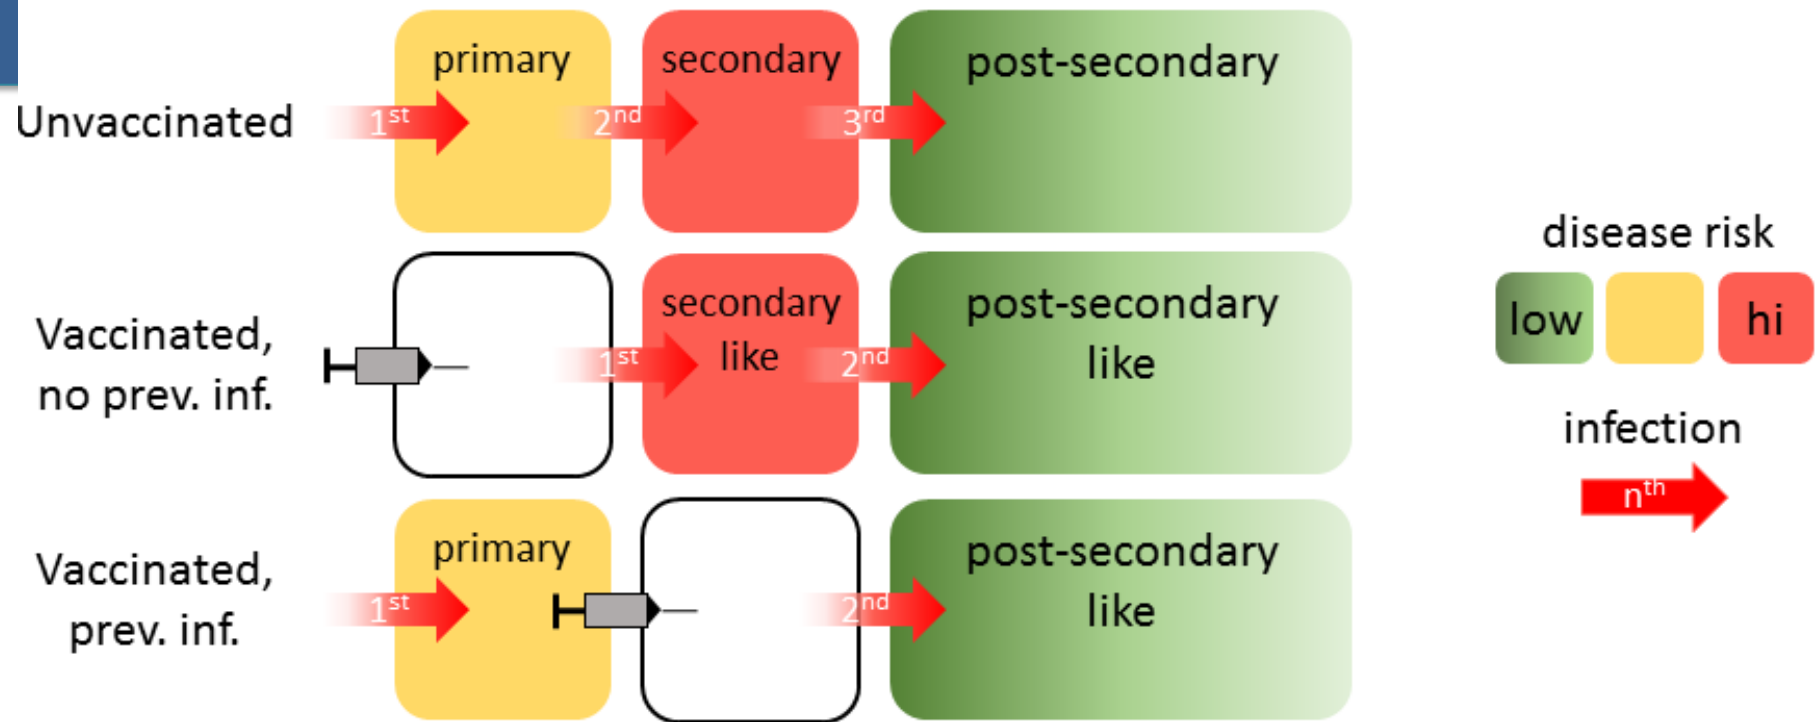 primary
secondary
post-secondary
Unvaccinated
1st
2nd
3rd
disease risk
low
hi
Vaccinated,
no prev. inf.
secondary
like
post-secondary
like
1st
2nd
infection
nth
Vaccinated,
prev. inf.
primary
post-secondary
like
1st
2nd